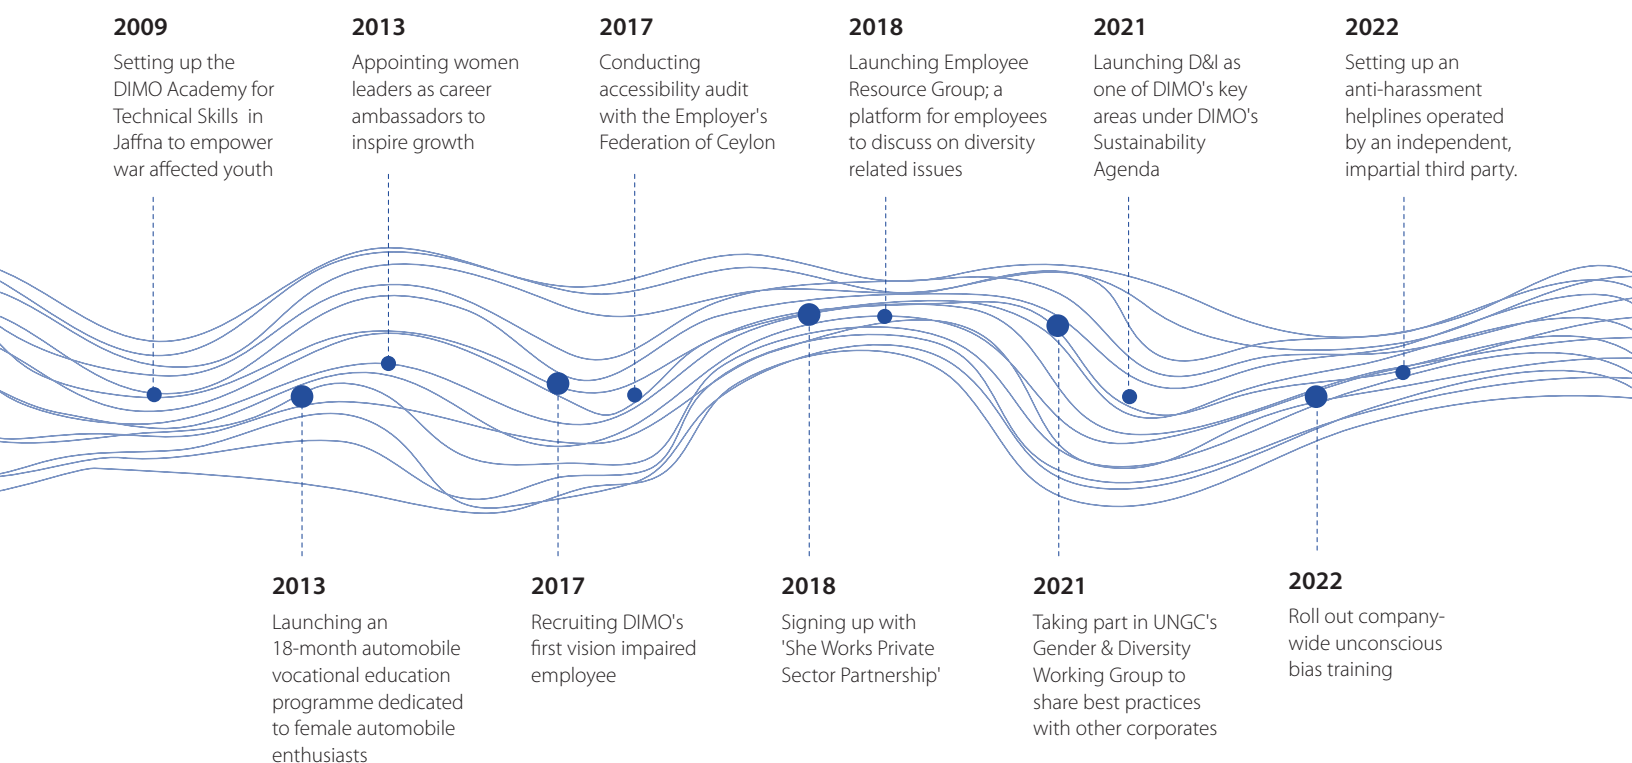 2009
Setting up the
DIMO Academy for
Technical Skills in
Jaffna to empower
war affected youth
2013
Appointing women
leaders as career
ambassadors to
inspire growth
2017
Conducting
accessibility audit
with the Employer's
Federation of Ceylon
2018
Launching Employee
Resource Group; a
platform for employees
to discuss on diversity
related issues
2021
Launching D&I as
one of DIMO's key
areas under DIMO's
Sustainability
Agenda
2022
Setting up an
anti-harassment
helplines operated
by an independent,
impartial third party.
2013
Launching an
18-month automobile
vocational education
programme dedicated
to female automobile
enthusiasts
2017
Recruiting DIMO's
first vision impaired
employee
2018
Signing up with
'She Works Private
Sector Partnership'
2021
Taking part in UNGC's
Gender & Diversity
Working Group to
share best practices
with other corporates
2022
Roll out company-
wide unconscious
bias training